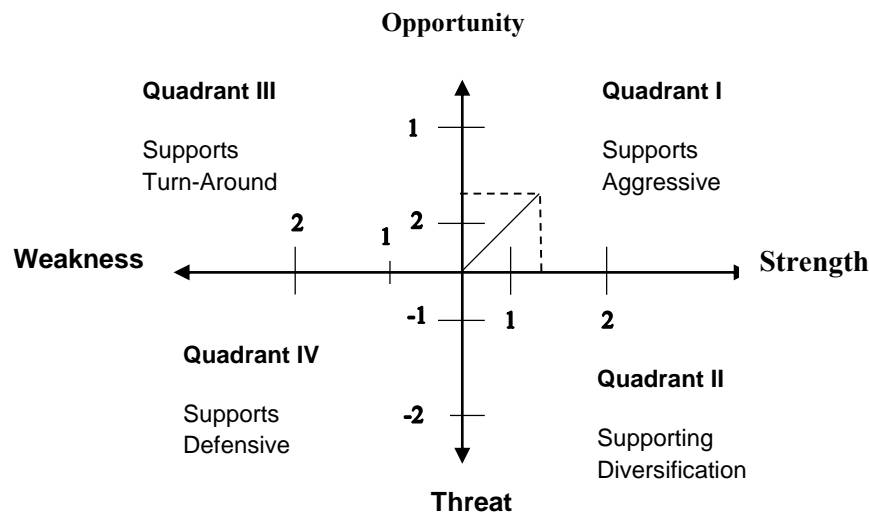 Opportunity
Quadrant III
Quadrant I
1
Supports
Turn-Around
Supports
Aggressive
2
2
1
Weakness
Strength
-1
1
2
Quadrant IV
Quadrant II
Supports
Defensive
-2
Supporting
Diversification
Threat